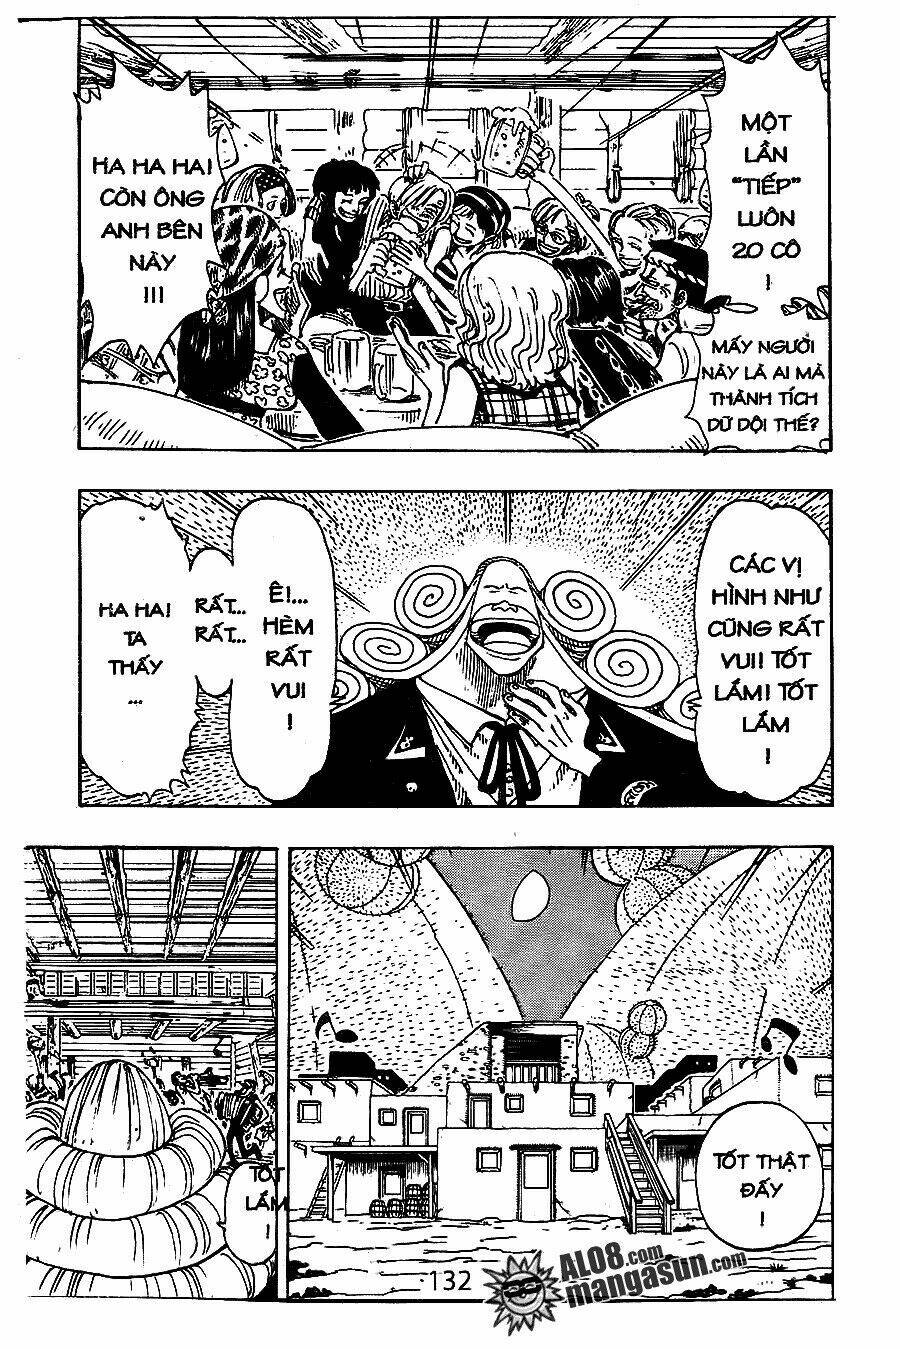 MỘT
LẦN
“TIẾP”
LUÔN
20 CÔ
!
MẤY NGƯỜI
NÀY LÀ AI MÀ
THÀNH TÍCH
DỮ DỘI THẾ?
HA HA HA!
CÒN ÔNG
ANH BÊN
NÀY
!!!
CÁC VỊ
HÌNH NHƯ
CŨNG RẤT
VUI! TỐT
LẮM! TỐT
LẮM
!
Ê!...
HÈM
RẤT
VUI
!
RẤT...
RẤT...
HA HA!
TA
THẤY
...
TỐT THẬT
ĐẤY
!
TỐT
LẮM
!
132
ALO8.com
mangasun.com